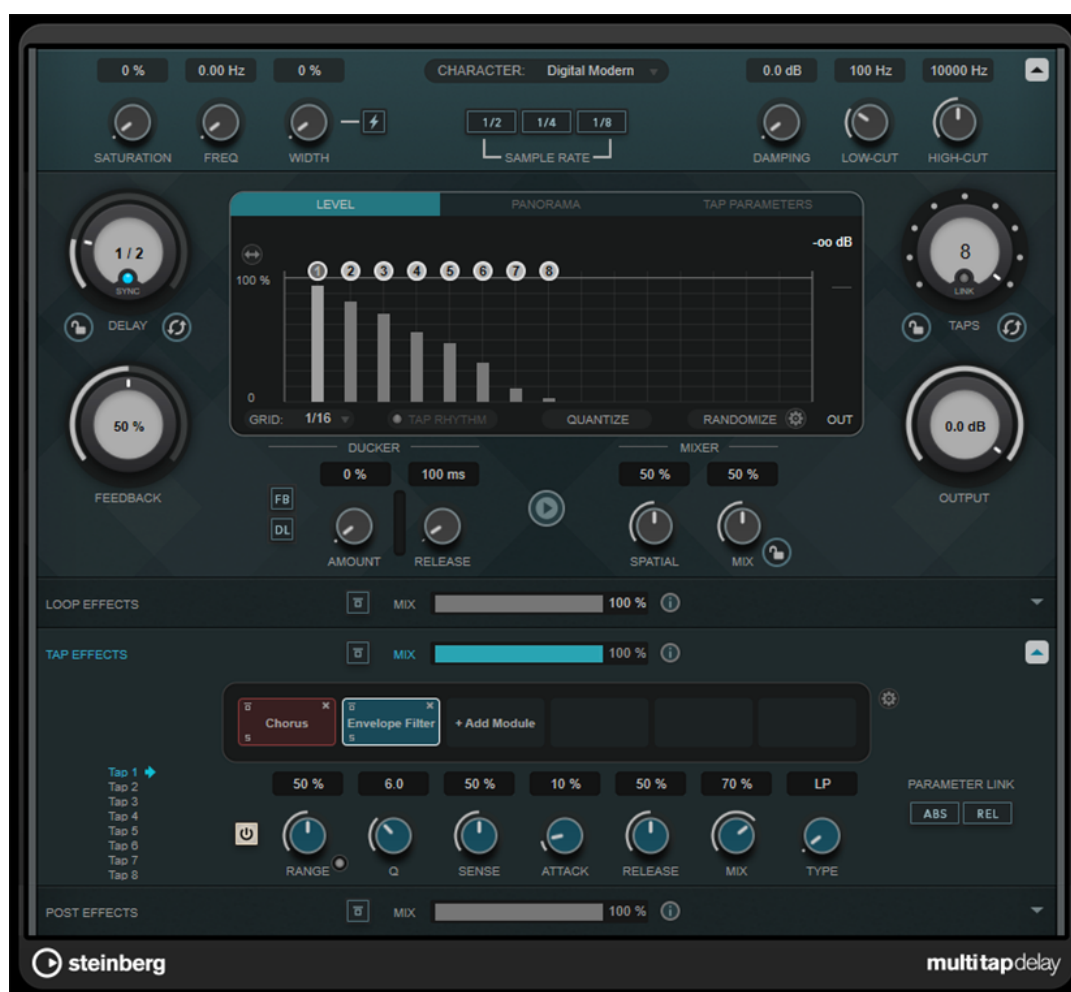 0 % 0.00 Hz 0 % CHARACTER: Digital Modern 0.0 dB 100 Hz 10000 Hz
1/2 1/4 1/8
SATURATION FREQ WIDTH SAMPLE RATE DAMPING LOW-CUT HIGH-CUT
LEVEL PANORAMA TAP PARAMETERS
-oo dB
1 / 2 8
SYNC LINK
1 2 3 4 5 6 7 8
100 %
DELAY TAPS
0
GRID: 1/16 TAP RHYTHM QUANTIZE RANDOMIZE OUT
50 % 0.0 dB
DUCKER MIXER
0 % 100 ms 50 % 50 %
FEEDBACK OUTPUT
FB
DL
AMOUNT RELEASE SPATIAL MIX
LOOP EFFECTS MIX 100 %
TAP EFFECTS MIX 100 %
Chorus Envelope Filter + Add Module
S S
Tap 1
Tap 2
Tap 3
Tap 4
Tap 5
Tap 6
Tap 7
Tap 8
50 % 6.0 50 % 10 % 50 % 70 % LP
PARAMETER LINK
ABS REL
RANGE Q SENSE ATTACK RELEASE MIX TYPE
POST EFFECTS MIX 100 %
steinberg multitapdelay